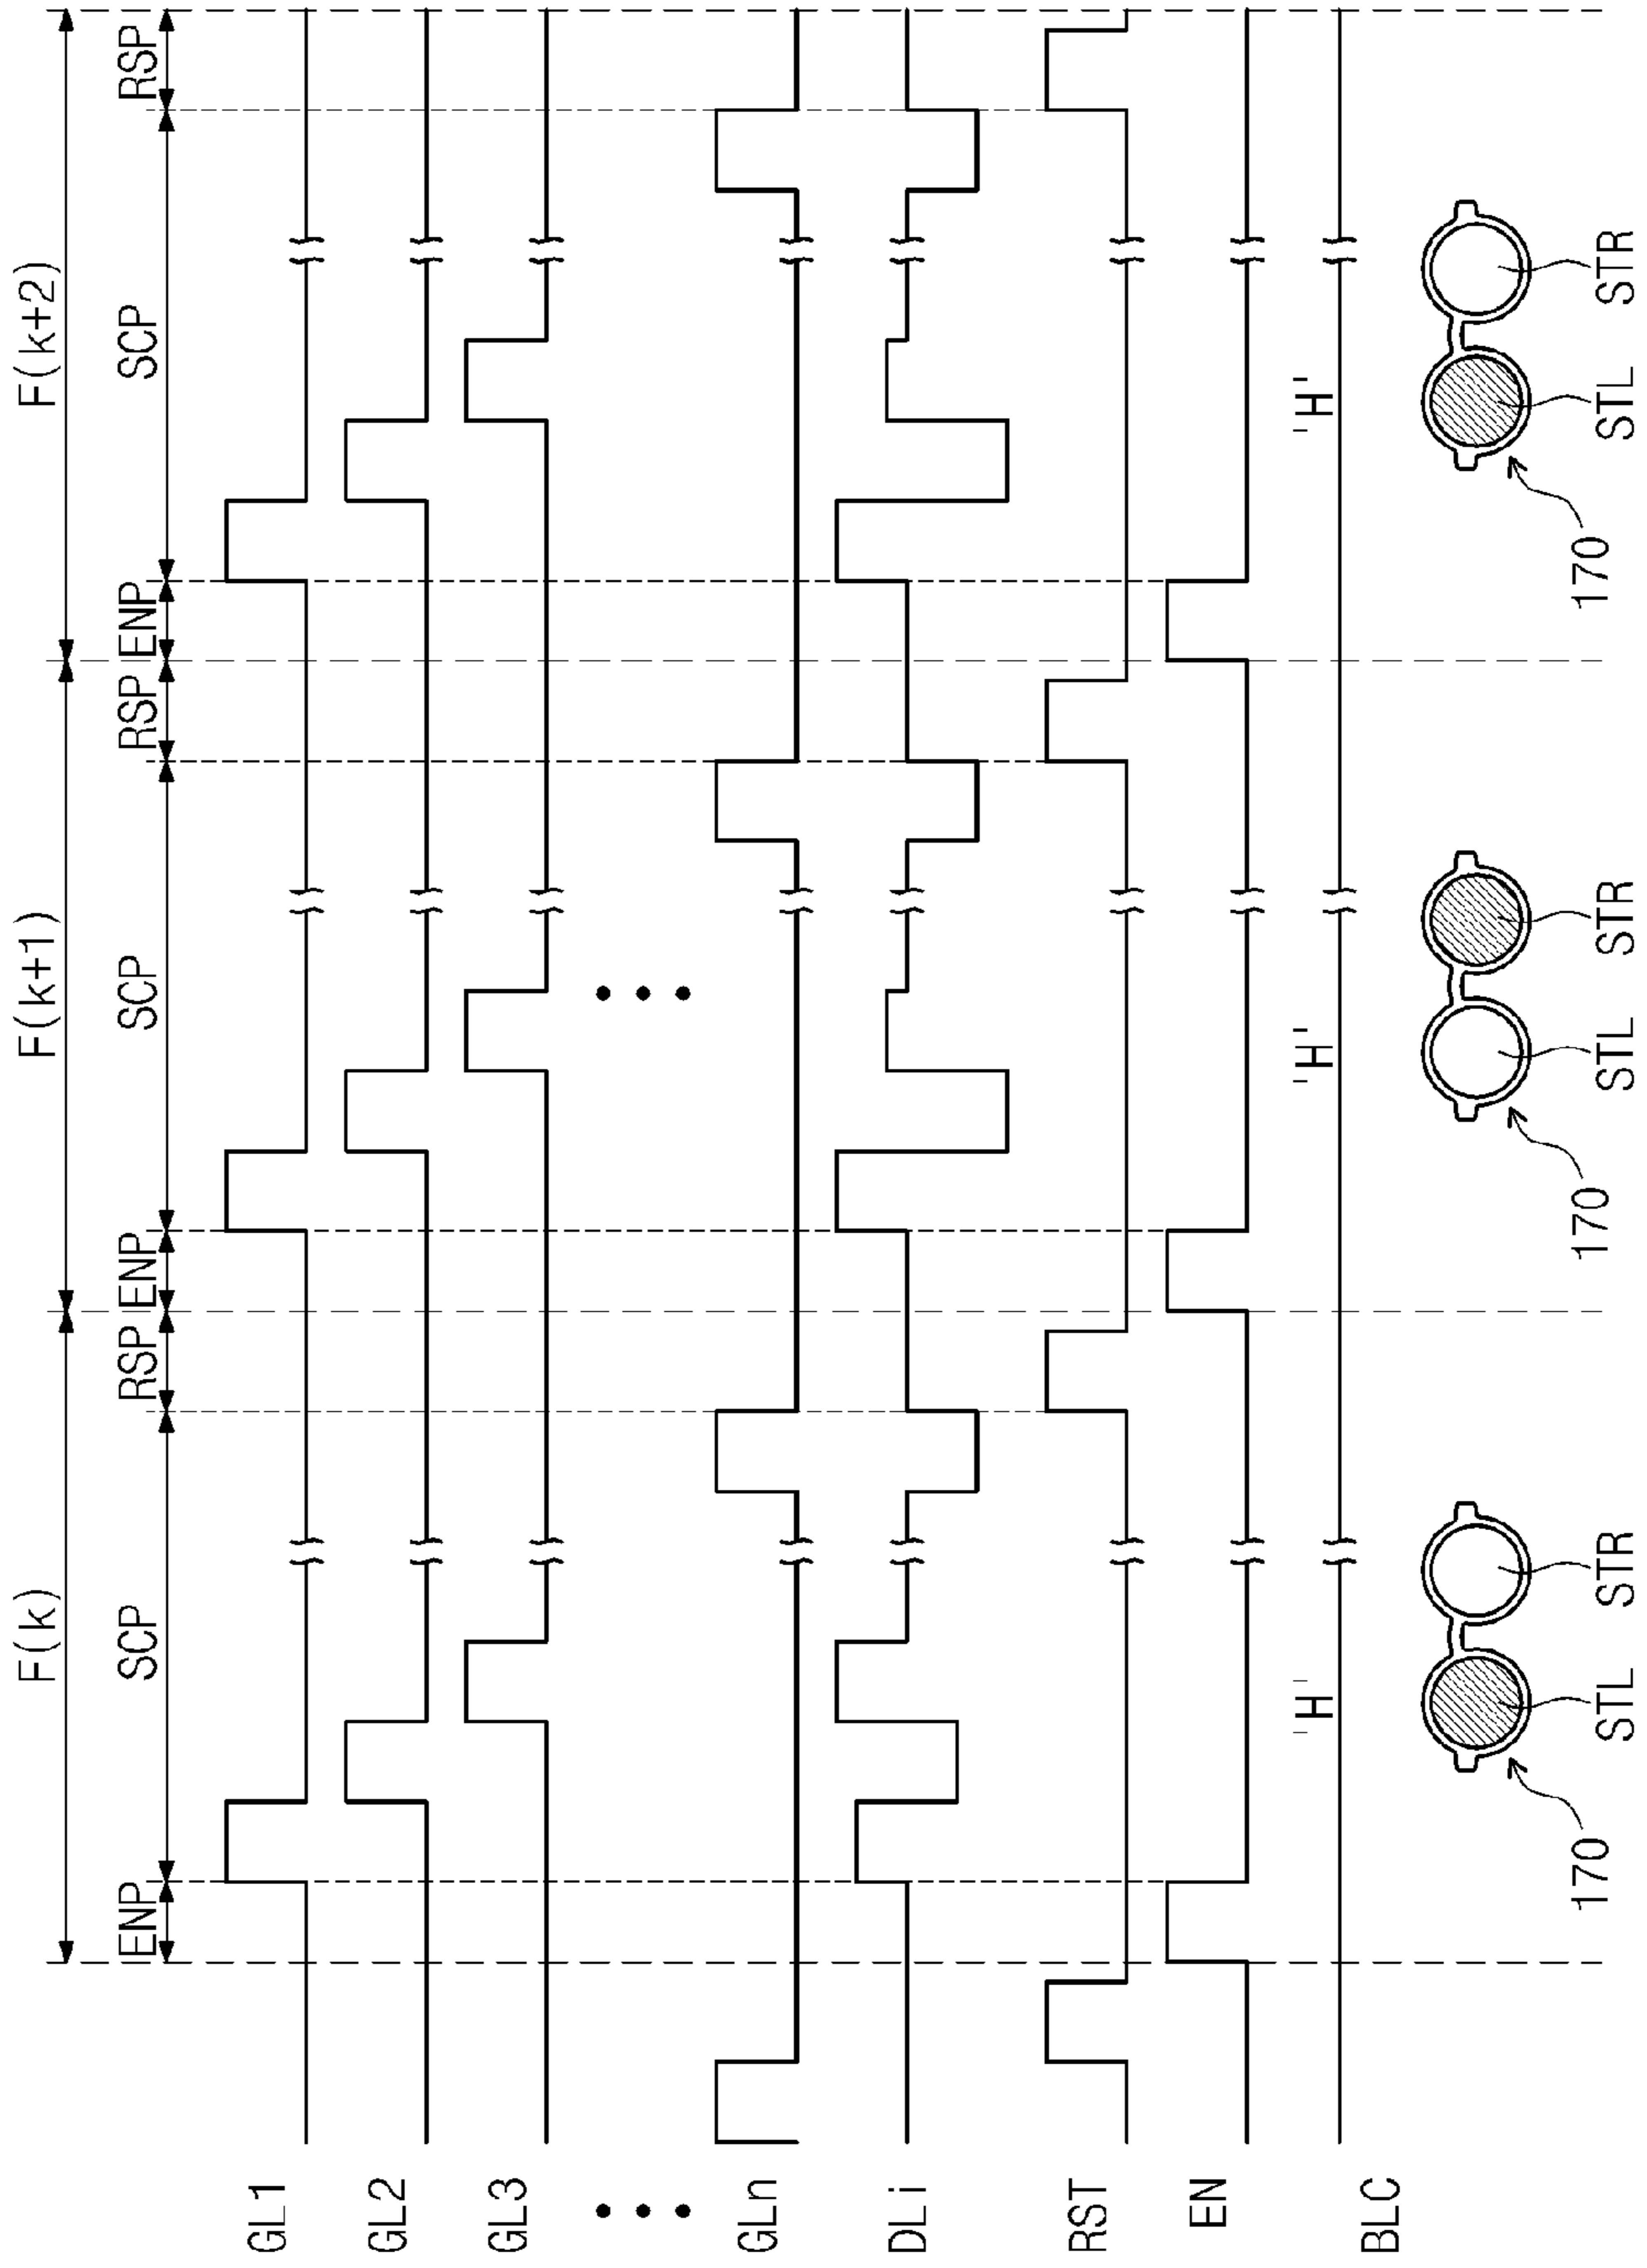 F(k) F(k+1) F(k+2)
ENP SCP RSP ENP SCP RSP ENP SCP RSP
GL1
GL2
GL3
GLn
DLi
RST
EN
'H' 'H' 'H'
BLC
170 170 170
STL STR STL STR STL STR